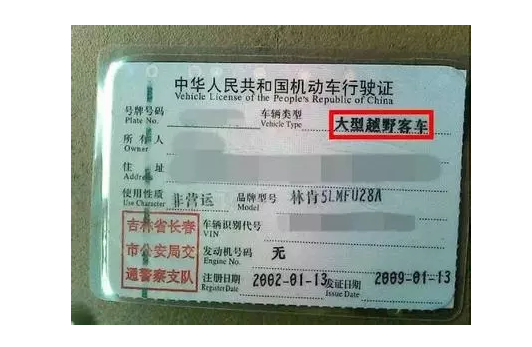 中华人民共和国机动车行驶证
Vehicle License of the People's Republic of China
号牌号码
Plate No.
车辆类型
Vehicle Type
大型越野客车
所有人
Owner
住址
Address
使用性质
Use Character
非营运
品牌型号
Model
林肯5LMFU28A
吉林省长春
市公安局交
通警察支队
车辆识别代号
VIN
发动机号码
Engine No.
无
注册日期
Register Date
2002-01-13
发证日期
Issue Date
2009-01-13